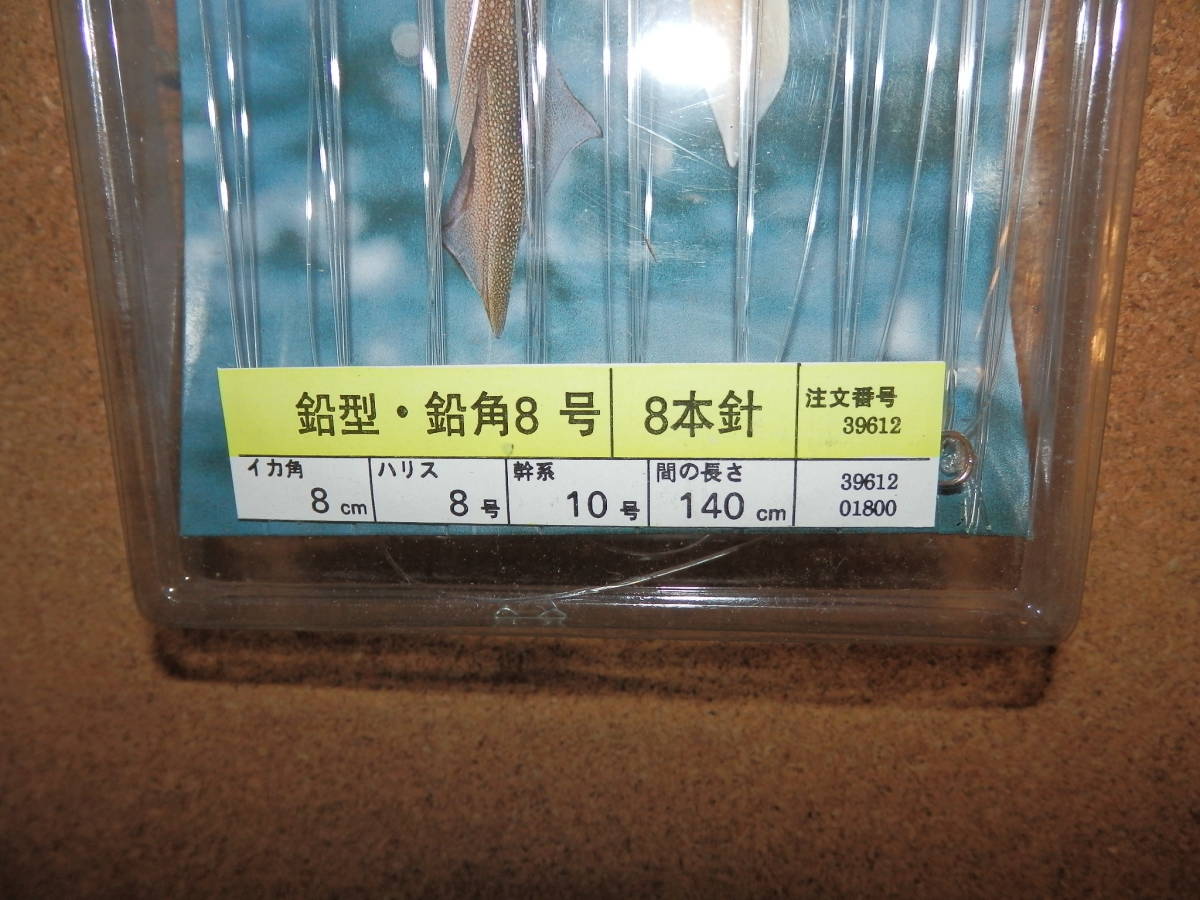 鉛型・鉛角8 号 8本針 注文番号 39612
イカ角 8 cm ハリス 8 号 幹系 10 号 間の長さ 140 cm 39612 01800